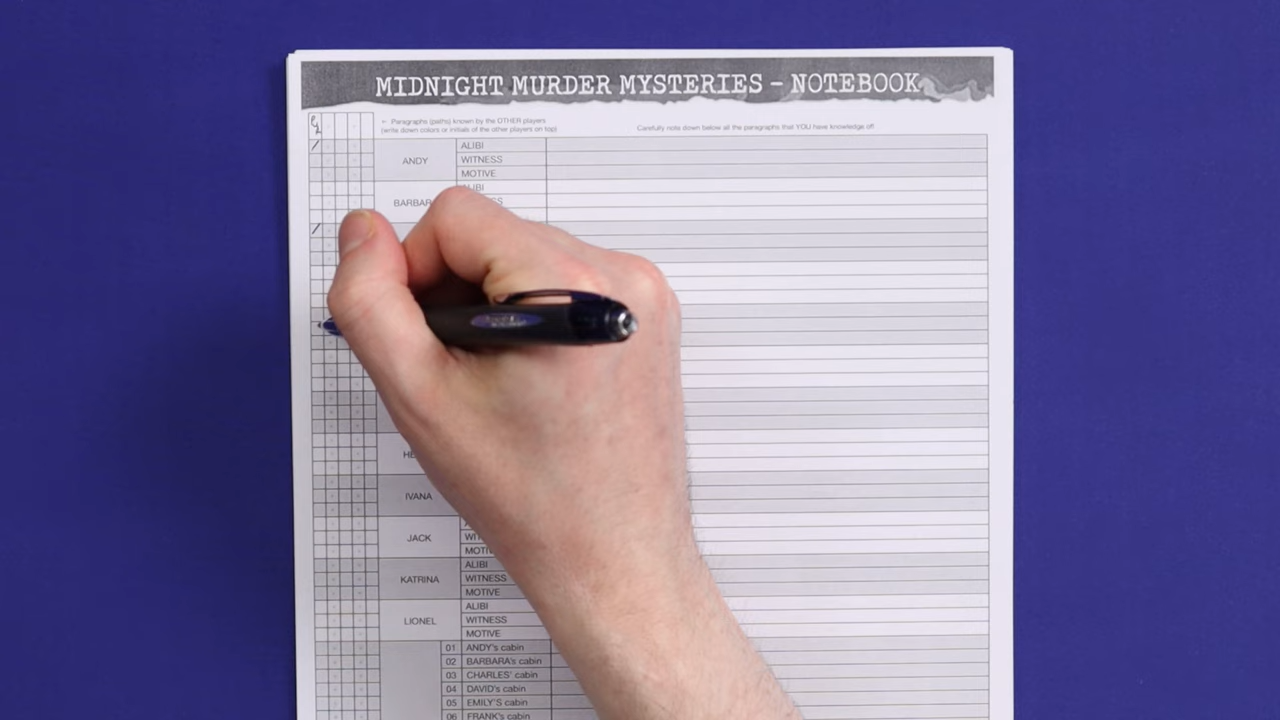 MIDNIGHT MURDER MYSTERIES – NOTEBOOK
← Paragraphs (paths) known by the OTHER players
(write down colors or initials of the other players on top)
Carefully note down below all the paragraphs that YOU have knowledge off
ANDY
ALIBI
WITNESS
MOTIVE
BARBAR
IVANA
JACK
KATRINA
ALIBI
WITNESS
MOTIVE
LIONEL
ALIBI
WITNESS
MOTIVE
01 ANDY's cabin
02 BARBARA's cabin
03 CHARLES' cabin
04 DAVID's cabin
05 EMILY'S cabin
06 FRANK's cabin